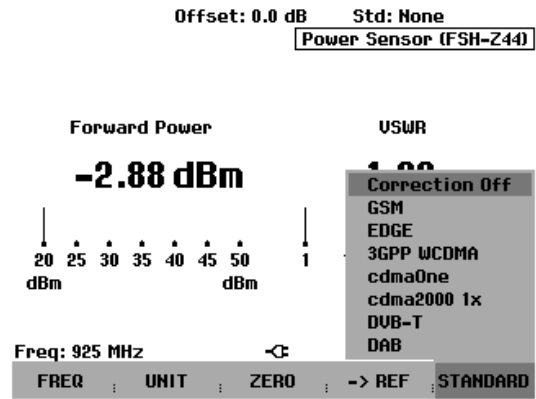 Offset: 0.0 dB Std: None
Power Sensor (FSH-Z44)
Forward Power VSWR
-2.88 dBm
Correction Off
GSM
EDGE
3GPP WCDMA
cdmaOne
cdma2000 1x
DVB-T
DAB
20 25 30 35 40 45 50 1
dBm dBm
Freq: 925 MHz
FREQ UNIT ZERO -> REF STANDARD